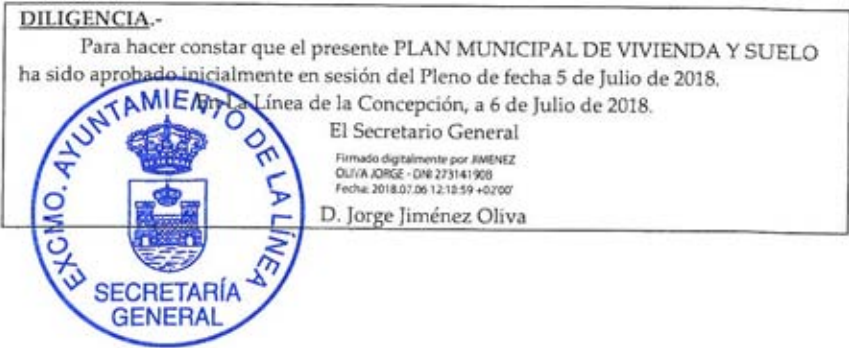 DILIGENCIA.-
Para hacer constar que el presente PLAN MUNICIPAL DE VIVIENDA Y SUELO
ha sido aprobado inicialmente en sesión del Pleno de fecha 5 de Julio de 2018.
En La Línea de la Concepción, a 6 de Julio de 2018.
El Secretario General
Firmado digitalmente por JIMENEZ
OLIVA JORGE - DNI 27314190B
Fecha: 2018.07.06 12:18:59 +02'00'
D. Jorge Jiménez Oliva
EXCMO. AYUNTAMIENTO DE LA LÍNEA
SECRETARÍA
GENERAL